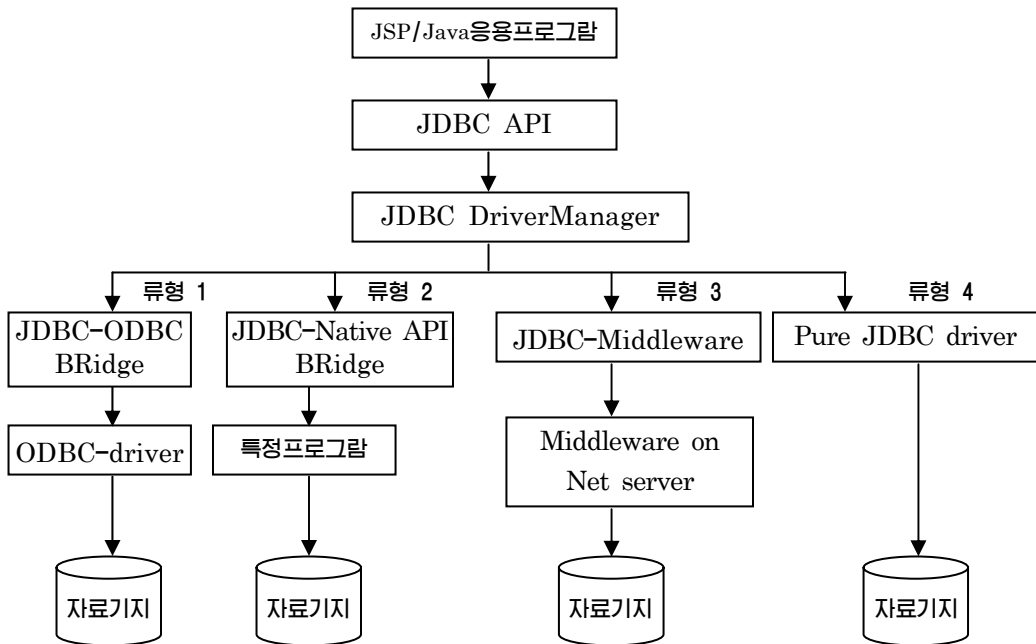 JSP/Java응용프로그람
JDBC API
JDBC DriverManager
류형 1
류형 2
류형 3
류형 4
JDBC-ODBC
BRidge
JDBC-Native API
BRidge
JDBC-Middleware
Pure JDBC driver
ODBC-driver
특정프로그람
Middleware on
Net server
자료기지
자료기지
자료기지
자료기지